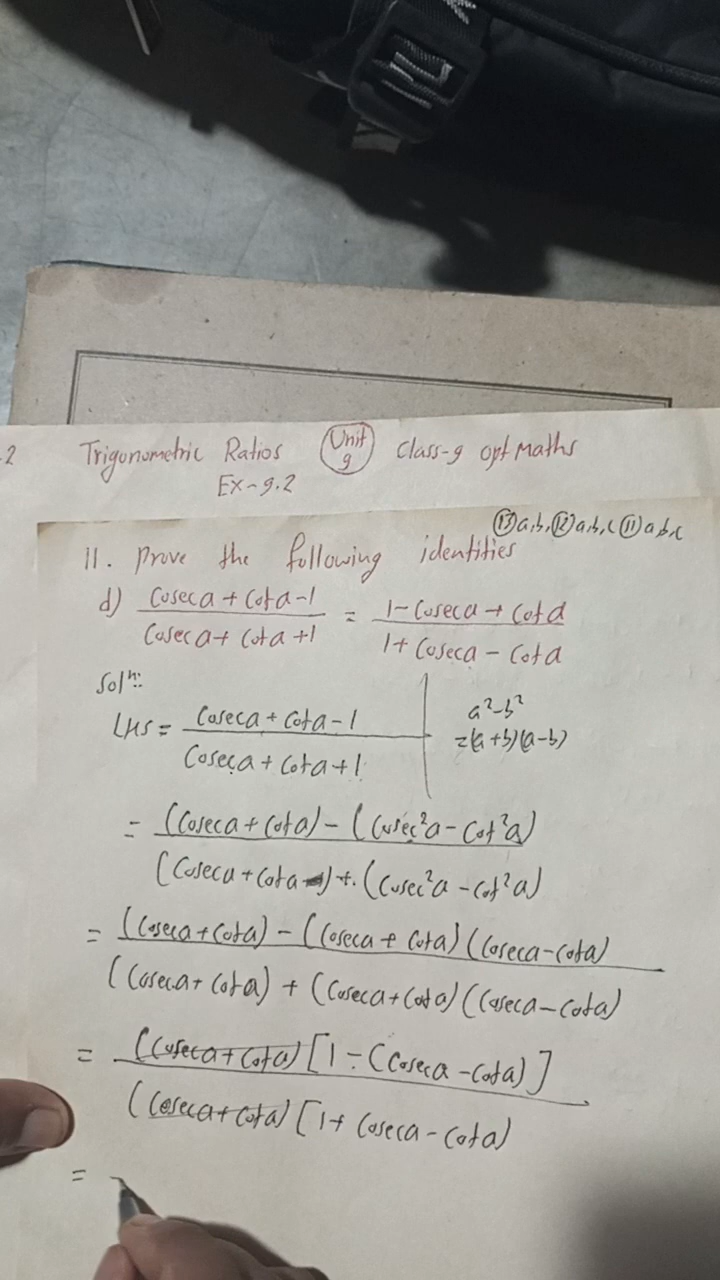 .2 Trigonometric Ratios Unit 9 Class-9 opt Maths
Ex-9.2
⑬a,b,⑫a,b,c⑪a,b,c
11. prove the following identities
d) Coseca + Cota-1 / Coseca + Cota +1 = 1-Coseca + Cota / 1+ Coseca - Cota
Solⁿ:
LHS = Coseca + Cota - 1 / Coseca + Cota + 1
a²-b²
=(a+b)(a-b)
= (Coseca + Cota) - (Cosec²a - Cot²a) / (Coseca + Cota) +. (Cosec²a - Cot²a)
= (Coseca + Cota) - (Coseca + Cota) (Coseca - Cota) / (Coseca + Cota) + (Coseca + Cota) (Coseca - Cota)
= (Coseca + Cota) [1 - (Coseca - Cota)] / (Coseca + Cota) [1+ Coseca - Cota)
=